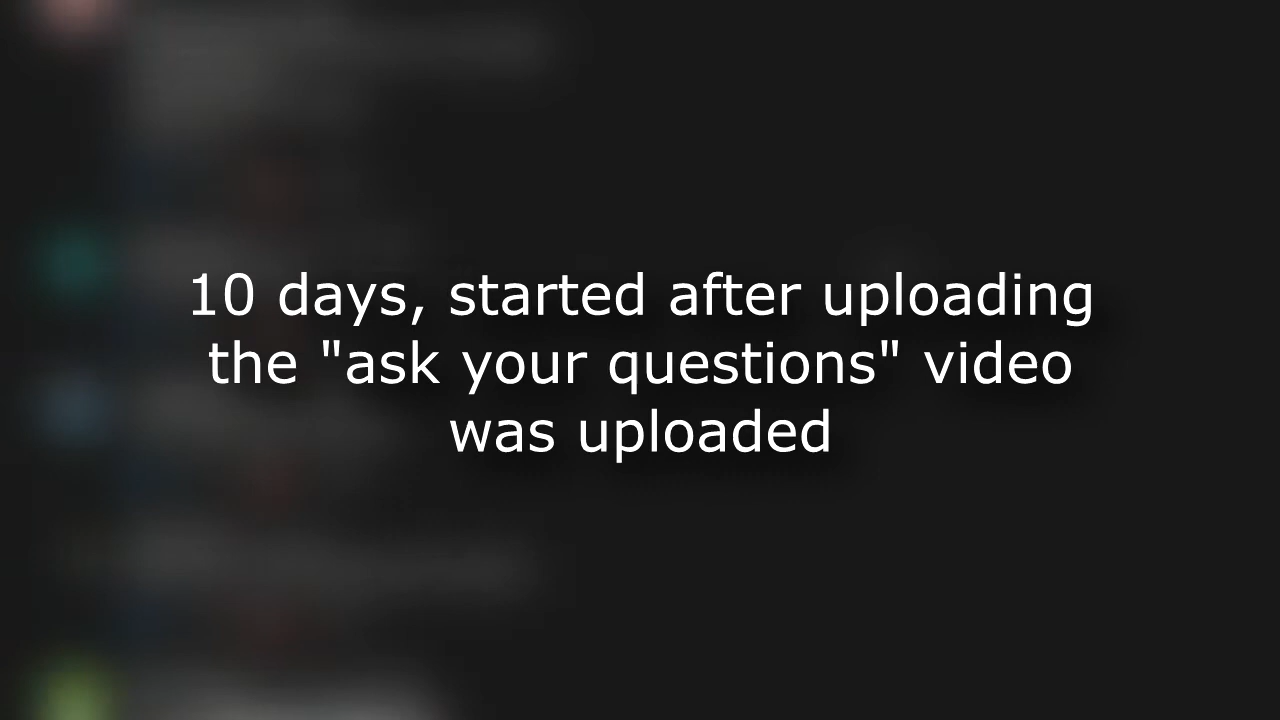 10 days, started after uploading
the "ask your questions" video
was uploaded